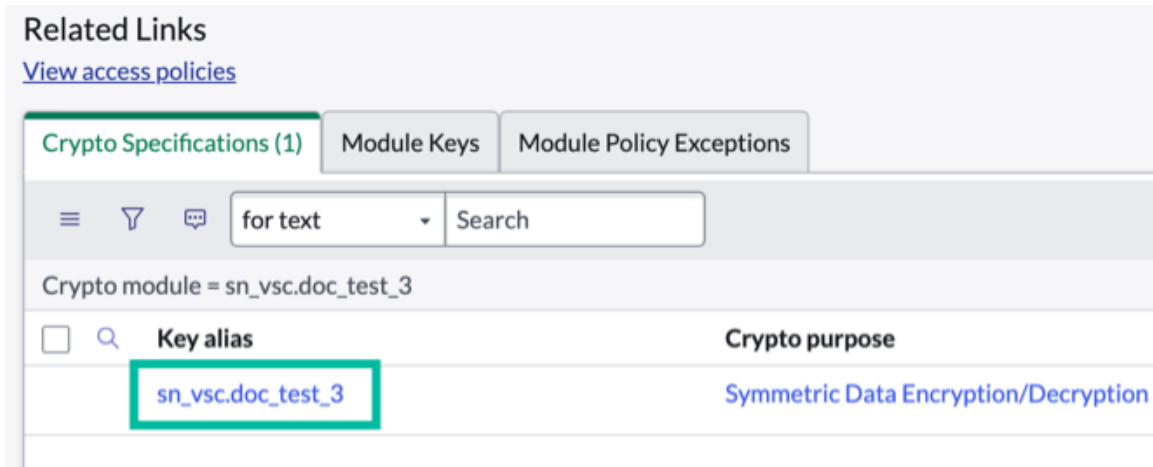 Related Links
View access policies
Crypto Specifications (1) Module Keys Module Policy Exceptions
for text Search
Crypto module = sn_vsc.doc_test_3
Key alias Crypto purpose
sn_vsc.doc_test_3 Symmetric Data Encryption/Decryption